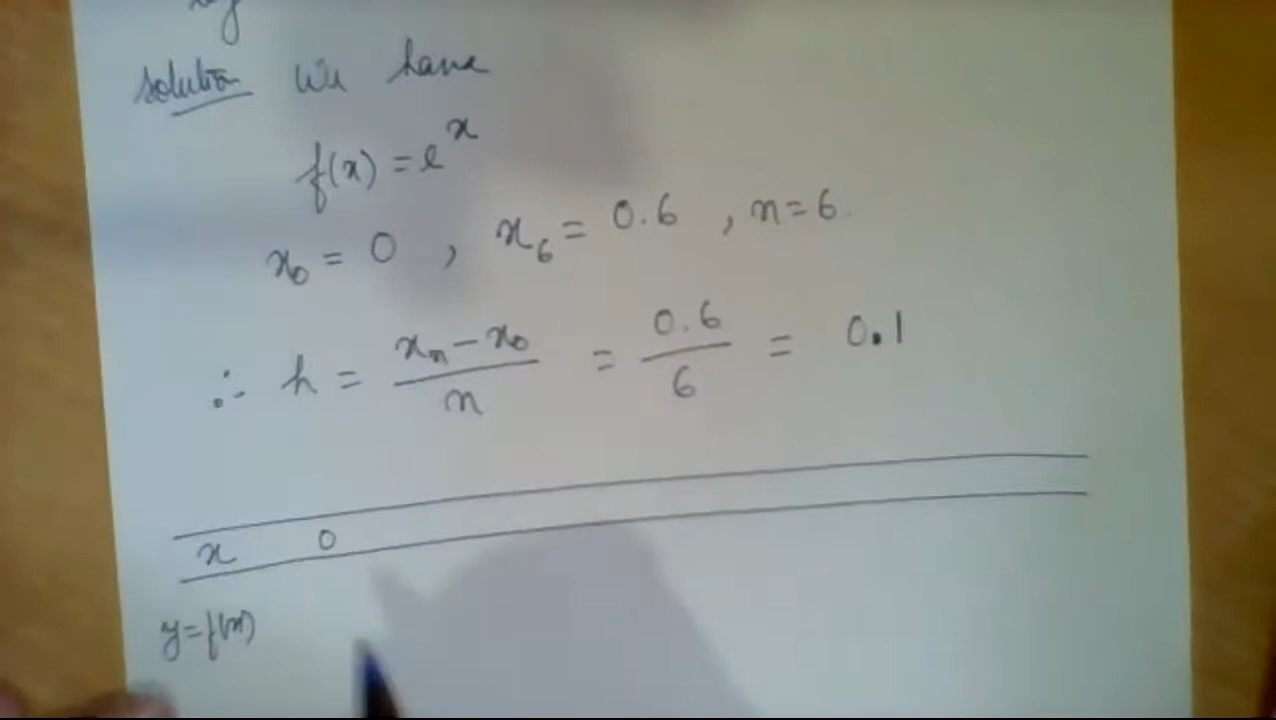 solution We have
f(x) = e^x
x₀ = 0 , x₆ = 0.6 , n = 6.
∴ h = (xₙ − x₀)/n = 0.6/6 = 0.1
x 0
y = f(x)